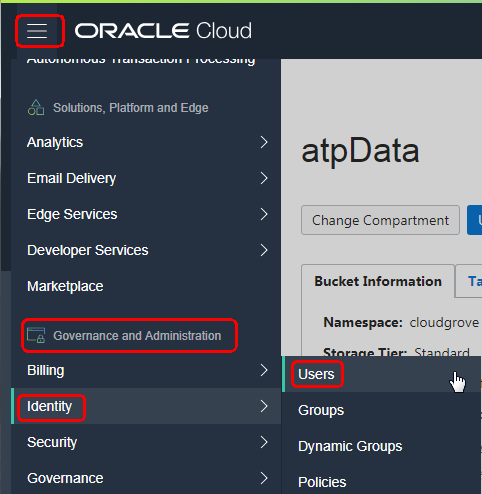 ORACLE Cloud
Autonomous Transaction Processing
Solutions, Platform and Edge
Analytics
Email Delivery
Edge Services
Developer Services
Marketplace
Governance and Administration
Billing
Identity
Security
Governance
atpData
Change Compartment
Bucket Information
Namespace: cloudgrove
Storage Tier: Standard
Users
Groups
Dynamic Groups
Policies